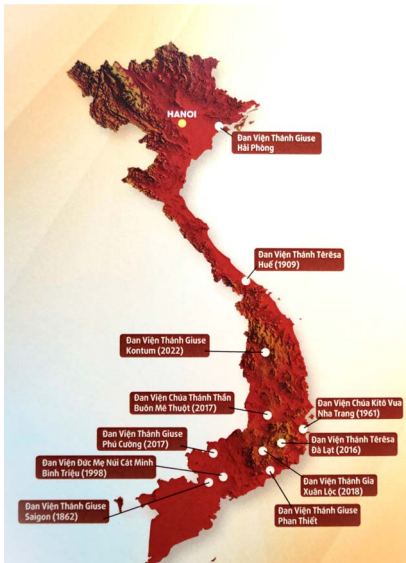 HANOI
Đan Viện Thánh Giuse
Hải Phòng
Đan Viện Thánh Têrêsa
Huế (1909)
Đan Viện Thánh Giuse
Kontum (2022)
Đan Viện Chúa Thánh Thần
Buôn Mê Thuột (2017)
Đan Viện Chúa Kitô Vua
Nha Trang (1961)
Đan Viện Thánh Giuse
Phú Cường (2017)
Đan Viện Thánh Têrêsa
Đà Lạt (2016)
Đan Viện Đức Mẹ Núi Cát Minh
Bình Triệu (1998)
Đan Viện Thánh Gia
Xuân Lộc (2018)
Đan Viện Thánh Giuse
Saigon (1862)
Đan Viện Thánh Giuse
Phan Thiết